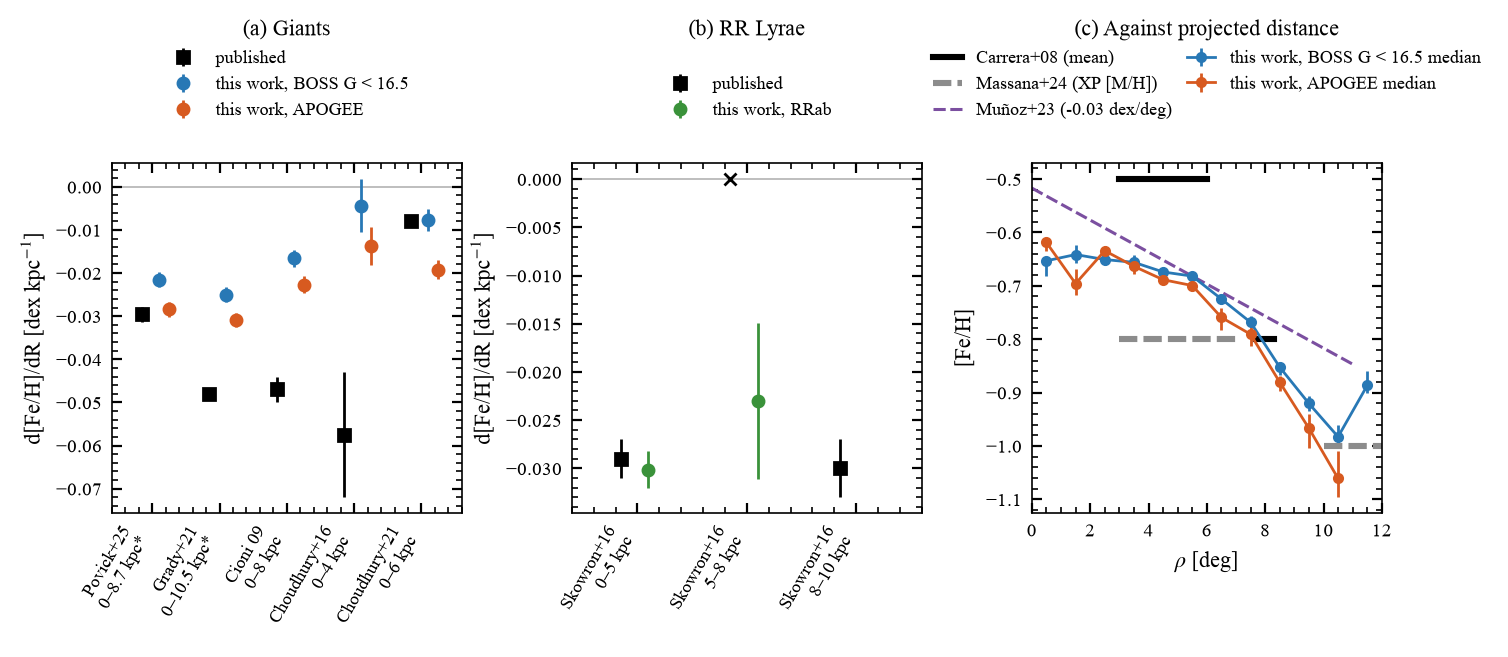 (a) Giants
published
this work, BOSS G < 16.5
this work, APOGEE
d[Fe/H]/dR [dex kpc⁻¹]
0.00
−0.01
−0.02
−0.03
−0.04
−0.05
−0.06
−0.07
Povick+25
0–8.7 kpc*
Grady+21
0–10.5 kpc*
Cioni 09
0–8 kpc
Choudhury+16
0–4 kpc
Choudhury+21
0–6 kpc
(b) RR Lyrae
published
this work, RRab
d[Fe/H]/dR [dex kpc⁻¹]
0.000
−0.005
−0.010
−0.015
−0.020
−0.025
−0.030
Skowron+16
0–5 kpc
Skowron+16
5–8 kpc
Skowron+16
8–10 kpc
(c) Against projected distance
Carrera+08 (mean)
Massana+24 (XP [M/H])
Muñoz+23 (-0.03 dex/deg)
this work, BOSS G < 16.5 median
this work, APOGEE median
[Fe/H]
−0.5
−0.6
−0.7
−0.8
−0.9
−1.0
−1.1
0 2 4 6 8 10 12
ρ [deg]